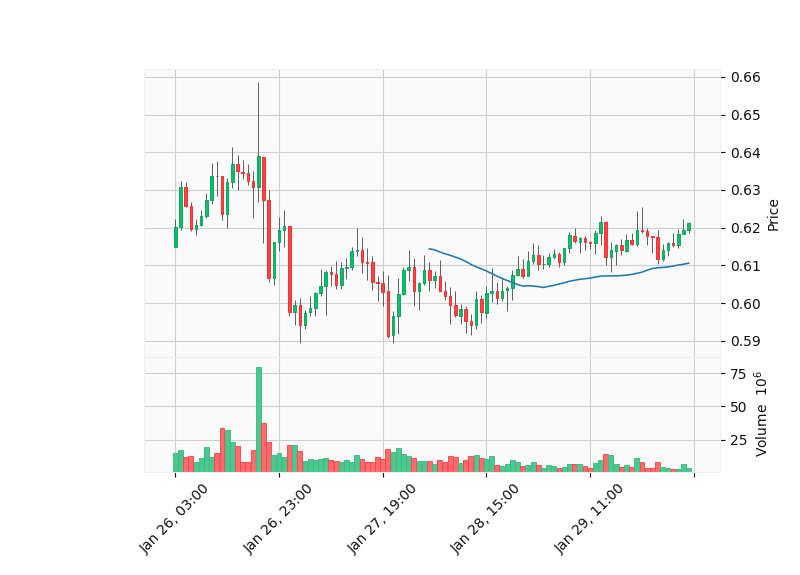 0.66
0.65
0.64
0.63
0.62
0.61
0.60
0.59
Price
75
50
25
Volume 10⁶
Jan 26, 03:00
Jan 26, 23:00
Jan 27, 19:00
Jan 28, 15:00
Jan 29, 11:00